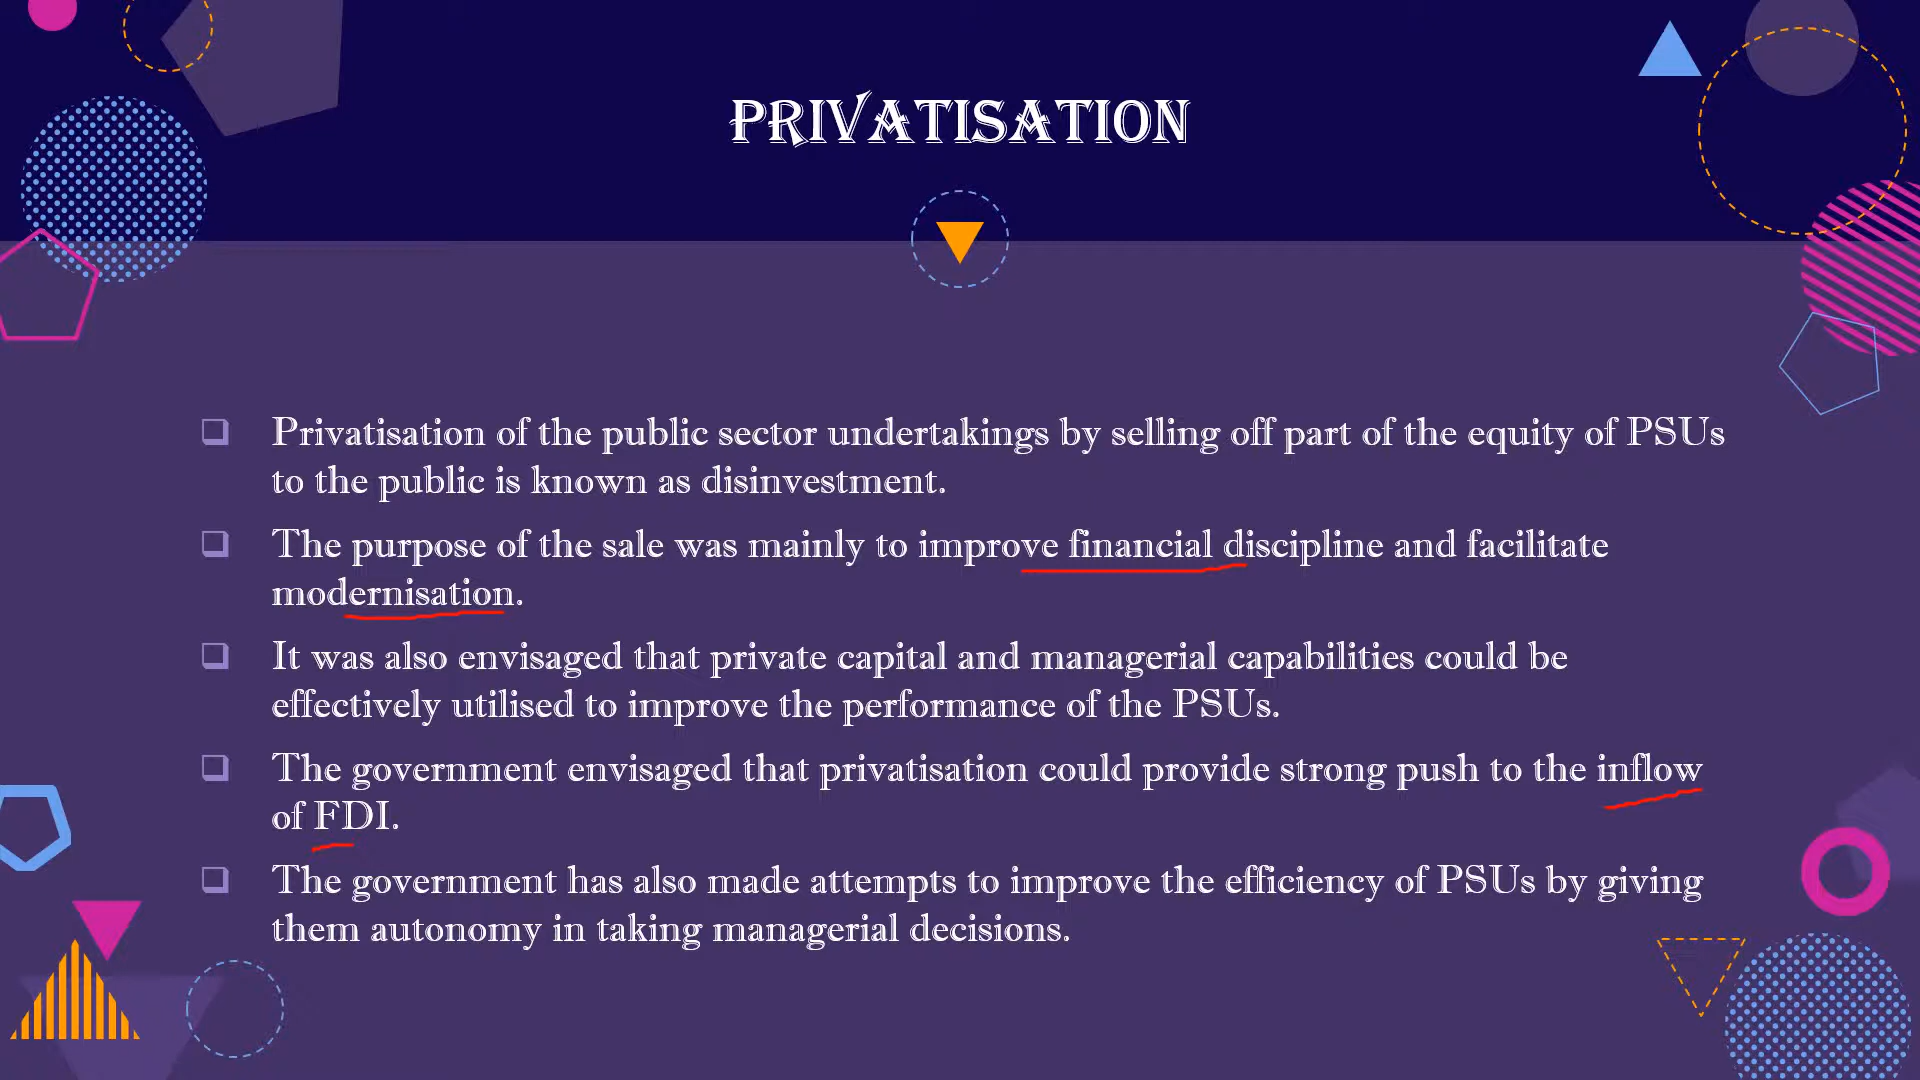 PRIVATISATION
Privatisation of the public sector undertakings by selling off part of the equity of PSUs
to the public is known as disinvestment.
The purpose of the sale was mainly to improve financial discipline and facilitate
modernisation.
It was also envisaged that private capital and managerial capabilities could be
effectively utilised to improve the performance of the PSUs.
The government envisaged that privatisation could provide strong push to the inflow
of FDI.
The government has also made attempts to improve the efficiency of PSUs by giving
them autonomy in taking managerial decisions.